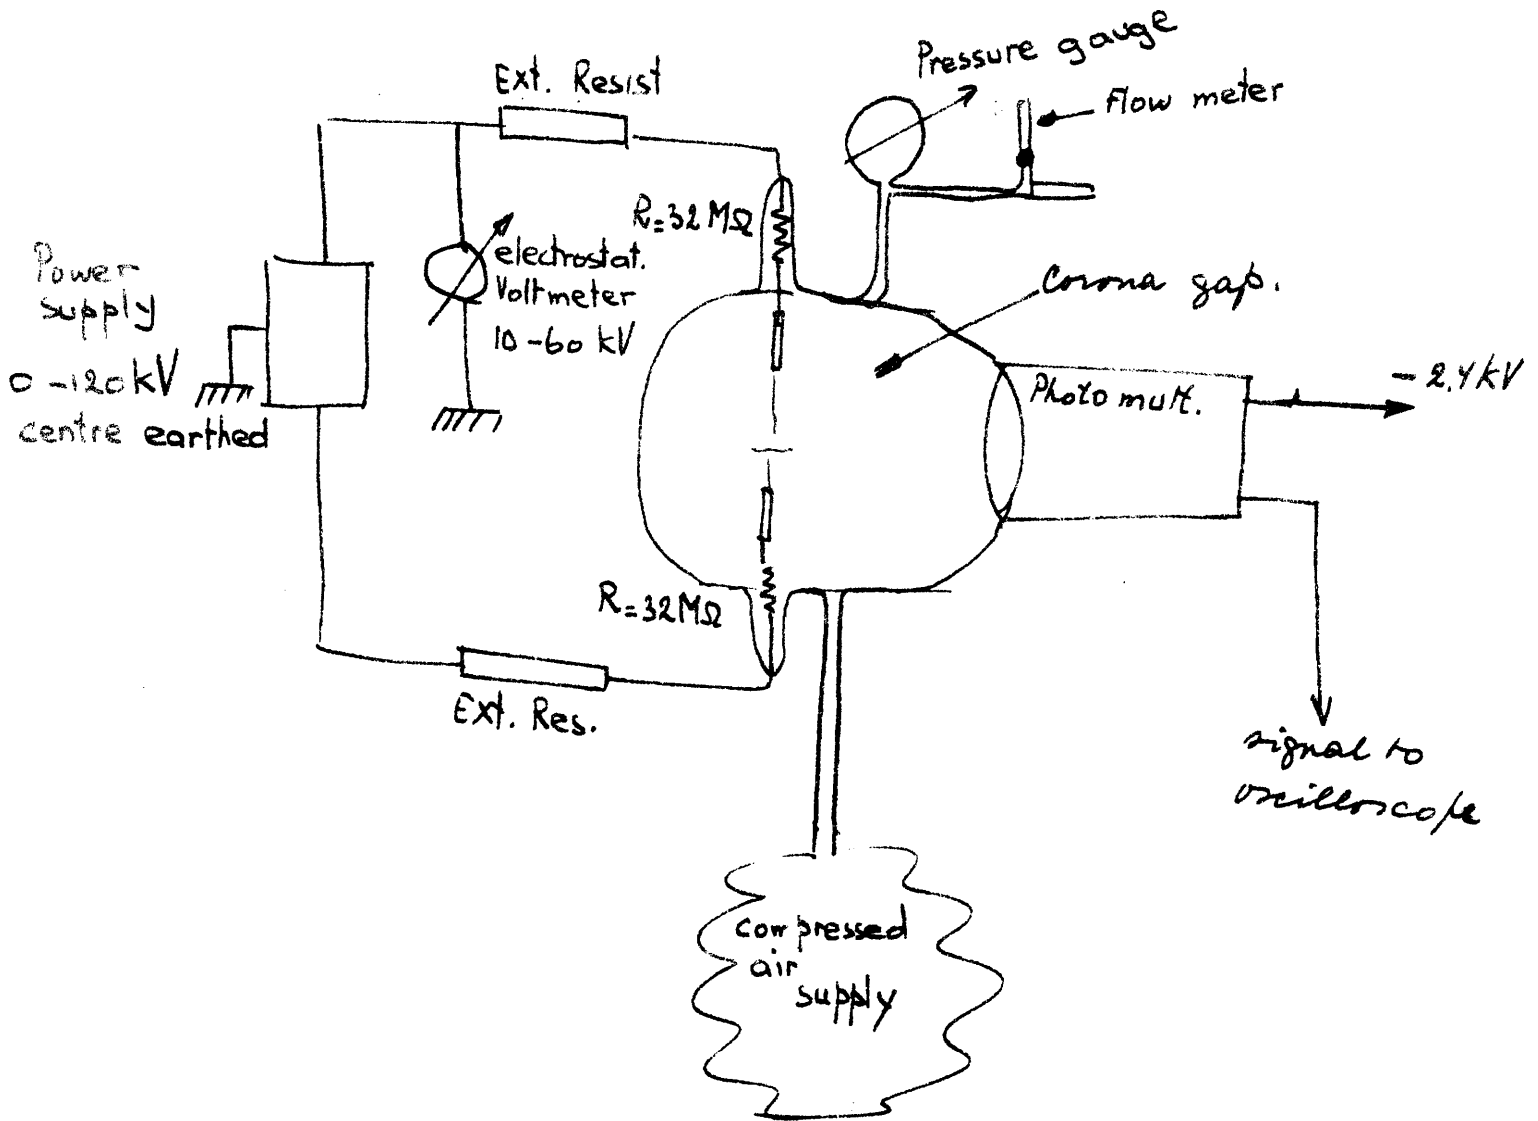 Pressure gauge
Flow meter
Ext. Resist
R=32MΩ
electrostat.
Voltmeter
10-60 kV
Power
supply
0-120kV
centre earthed
Corona gap.
Photo mult.
- 2.4kV
R=32MΩ
Ext. Res.
signal to
oscilloscope
compressed
air
supply